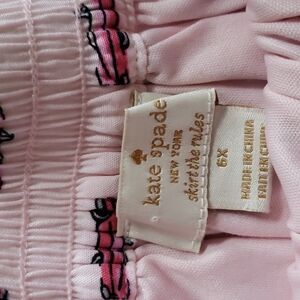 kate spade
NEW YORK
skirt the rules
6X
MADE IN CHINA
FAIT EN CHINE